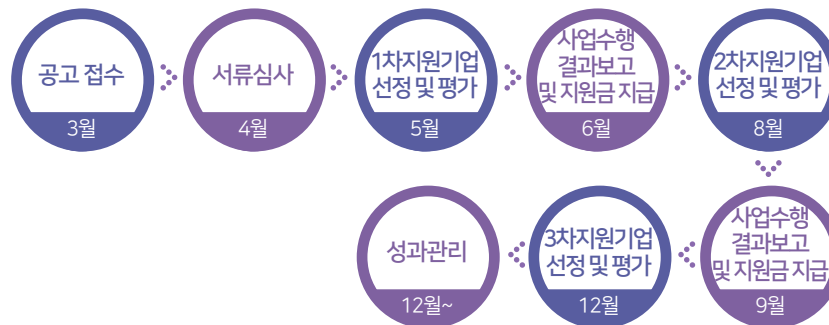 공고 접수
3월
서류심사
4월
1차지원기업
선정 및 평가
5월
사업수행
결과보고
및 지원금 지급
6월
2차지원기업
선정 및 평가
8월
사업수행
결과보고
및 지원금 지급
9월
3차지원기업
선정 및 평가
12월
성과관리
12월~